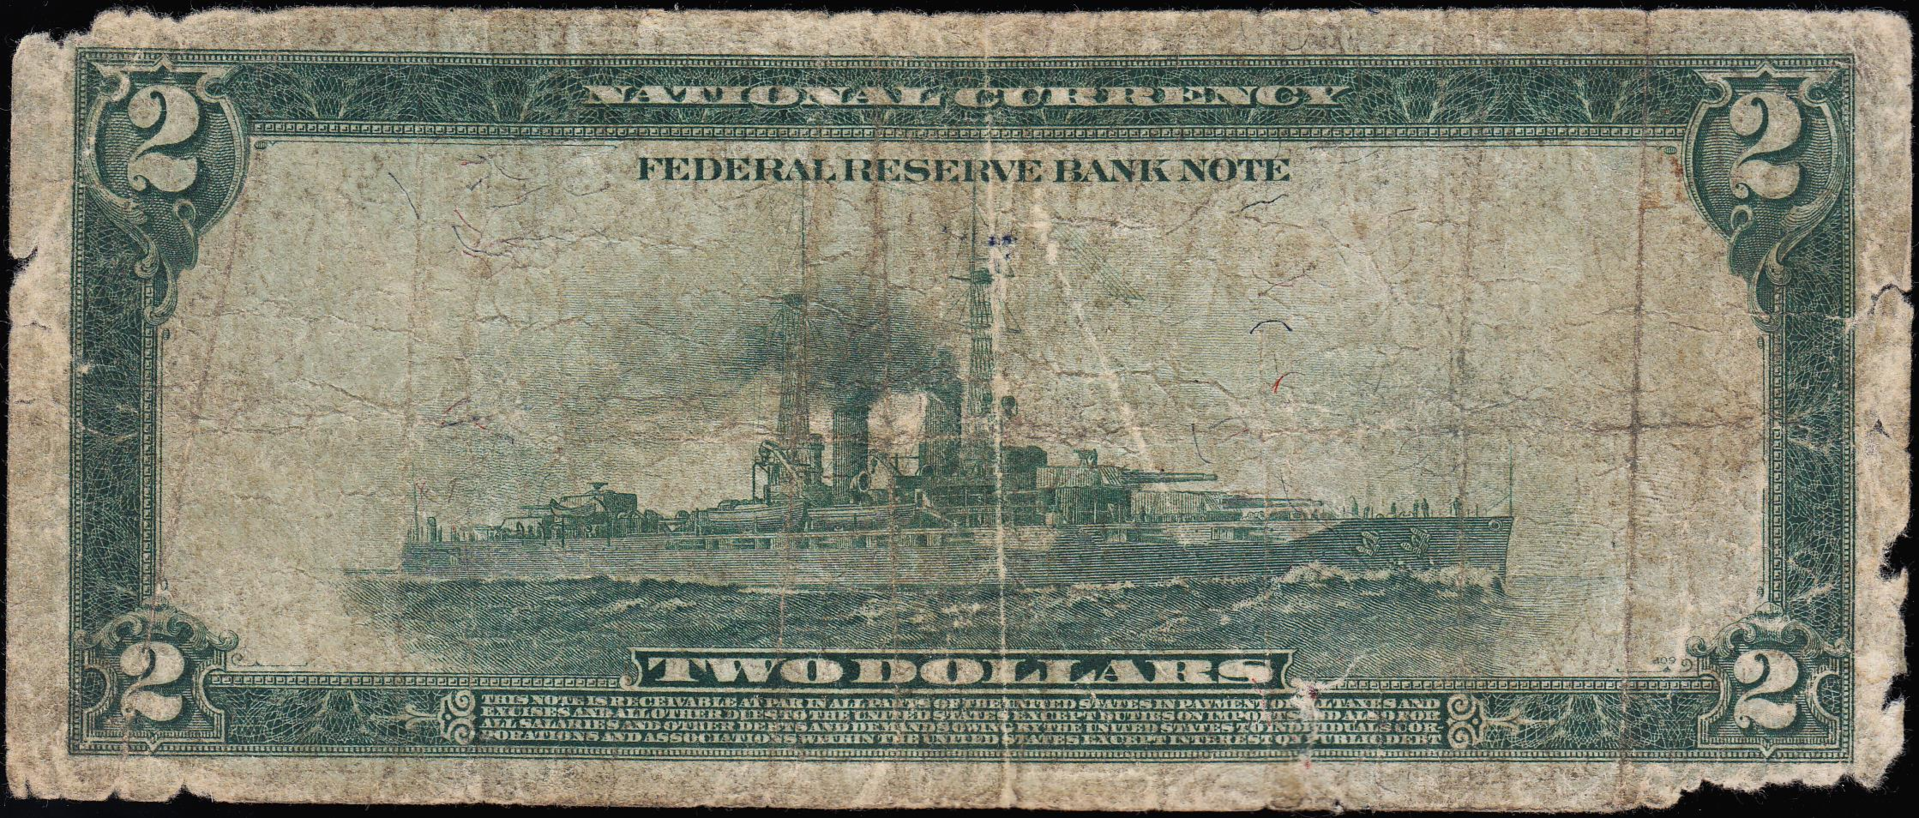 NATIONAL CURRENCY
2 2
FEDERAL RESERVE BANK NOTE
TWO DOLLARS
409
2 2
THIS NOTE IS RECEIVABLE AT PAR IN ALL PARTS OF THE UNITED STATES IN PAYMENT OF ALL TAXES AND
EXCISES AND ALL OTHER DUES TO THE UNITED STATES EXCEPT DUTIES ON IMPORTS AND ALSO FOR
ALL SALARIES AND OTHER DEBTS AND DEMANDS OWING BY THE UNITED STATES TO INDIVIDUALS COR-
PORATIONS AND ASSOCIATIONS WITHIN THE UNITED STATES EXCEPT INTEREST ON PUBLIC DEBT